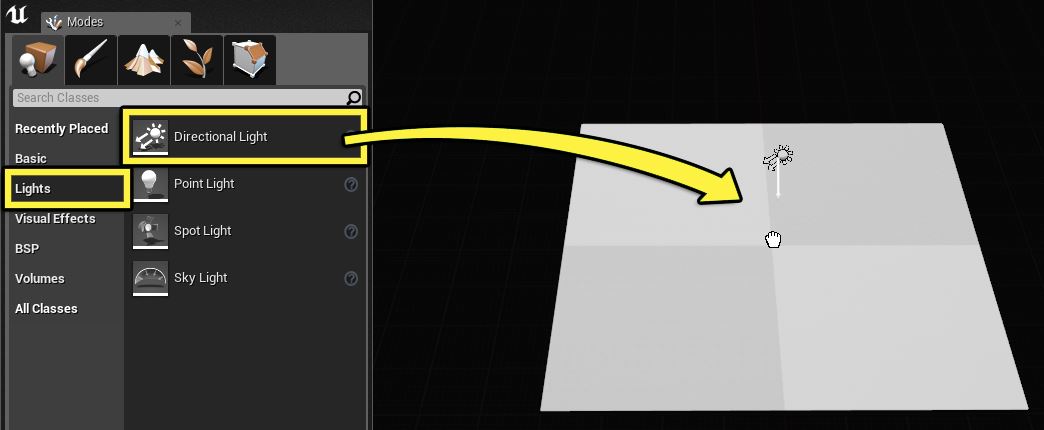 Modes
Search Classes
Recently Placed
Basic
Lights
Visual Effects
BSP
Volumes
All Classes
Directional Light
Point Light
Spot Light
Sky Light